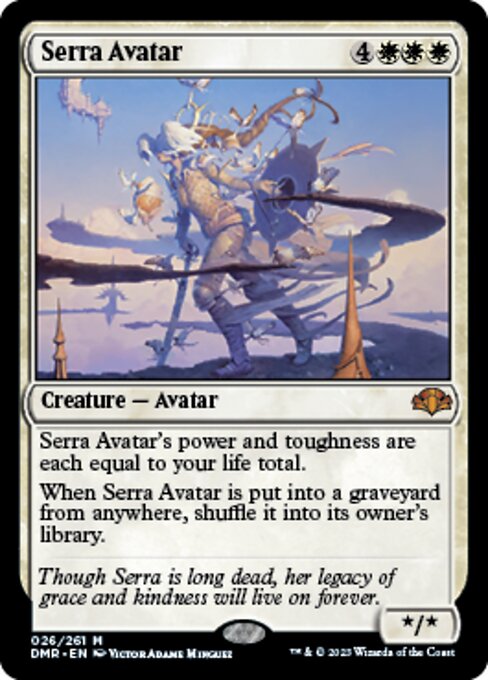 Serra Avatar 4
Creature — Avatar
Serra Avatar's power and toughness are
each equal to your life total.
When Serra Avatar is put into a graveyard
from anywhere, shuffle it into its owner's
library.
Though Serra is long dead, her legacy of
grace and kindness will live on forever.
*/*
026/261 M
DMR • EN Victor Adame Minguez
™ & © 2023 Wizards of the Coast